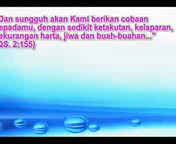 Dan sungguh akan Kami berikan cobaan
kepadamu, dengan sedikit ketakutan, kelaparan,
kekurangan harta, jiwa dan buah-buahan..."
QS. 2:155)